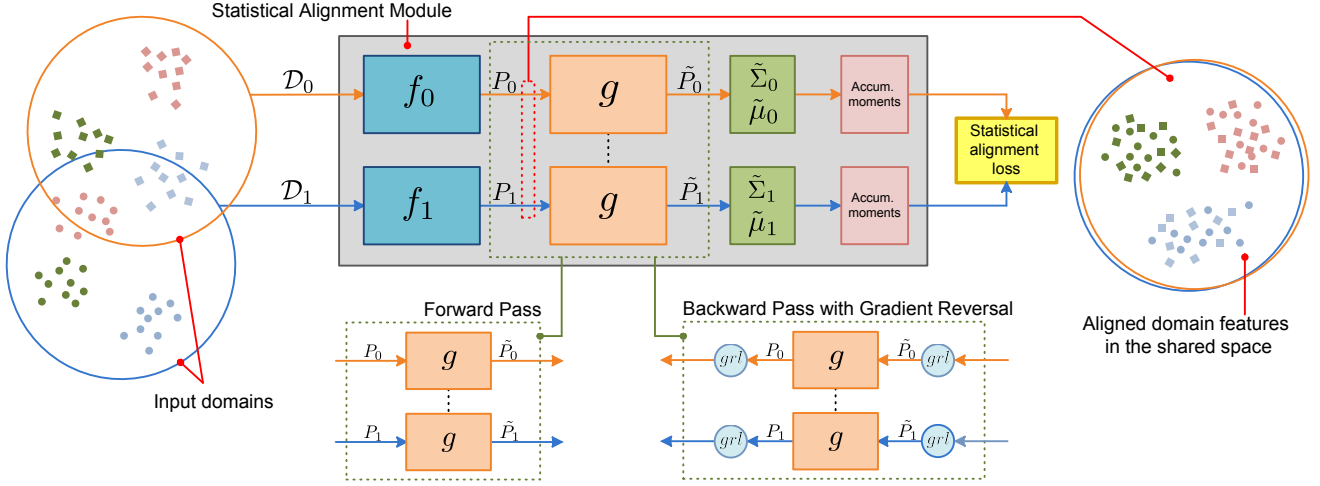 Statistical Alignment Module
𝒟₀ f₀ P₀ g P̃₀ Σ̃₀ μ̃₀ Accum. moments
Statistical alignment loss
𝒟₁ f₁ P₁ g P̃₁ Σ̃₁ μ̃₁ Accum. moments
Input domains
Aligned domain features
in the shared space
Forward Pass
P₀ g P̃₀
P₁ g P̃₁
Backward Pass with Gradient Reversal
grl P₀ g P̃₀ grl
grl P₁ g P̃₁ grl